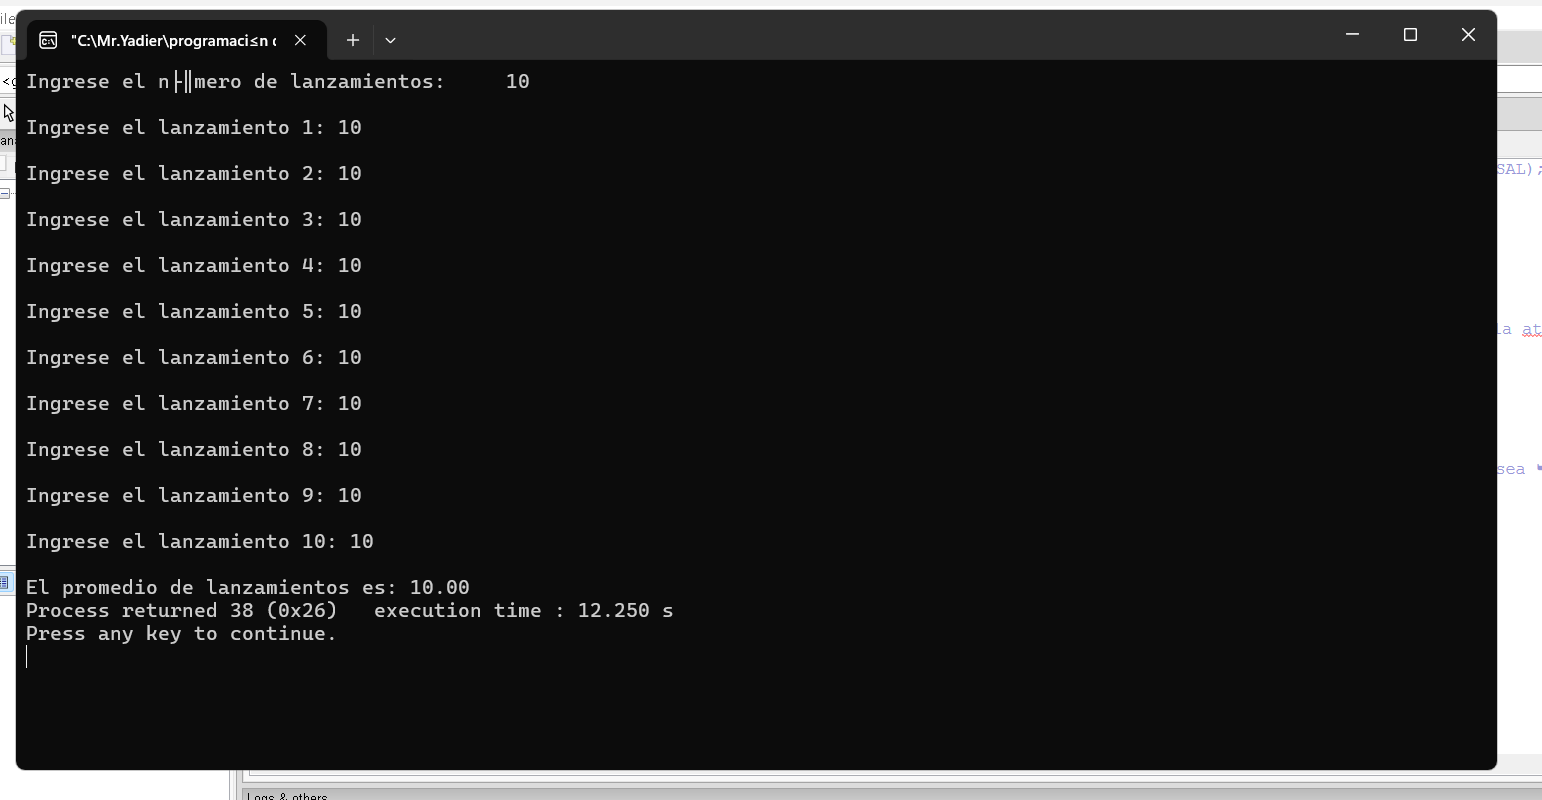 "C:\Mr.Yadier\programaci≤n c
Ingrese el n├║mero de lanzamientos:     10
Ingrese el lanzamiento 1: 10
Ingrese el lanzamiento 2: 10
Ingrese el lanzamiento 3: 10
Ingrese el lanzamiento 4: 10
Ingrese el lanzamiento 5: 10
Ingrese el lanzamiento 6: 10
Ingrese el lanzamiento 7: 10
Ingrese el lanzamiento 8: 10
Ingrese el lanzamiento 9: 10
Ingrese el lanzamiento 10: 10
El promedio de lanzamientos es: 10.00
Process returned 38 (0x26)   execution time : 12.250 s
Press any key to continue.
SAL);
la at
sea
Logs & others